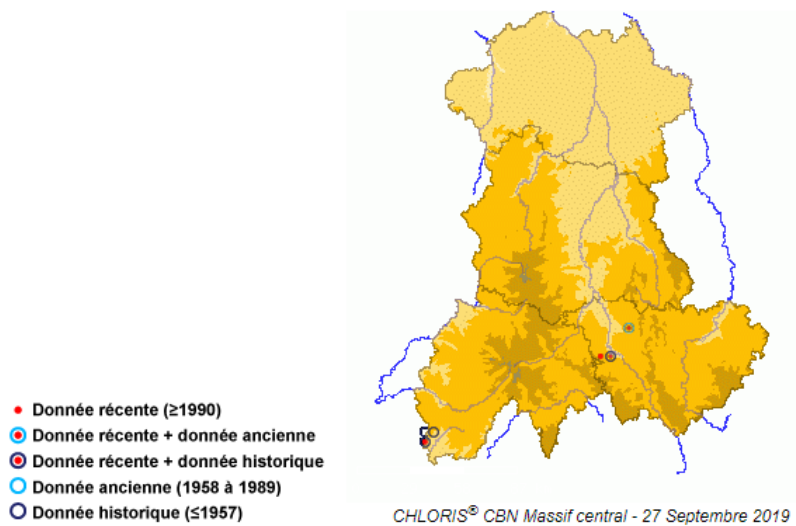 Donnée récente (≥1990)
Donnée récente + donnée ancienne
Donnée récente + donnée historique
Donnée ancienne (1958 à 1989)
Donnée historique (≤1957)
CHLORIS® CBN Massif central - 27 Septembre 2019